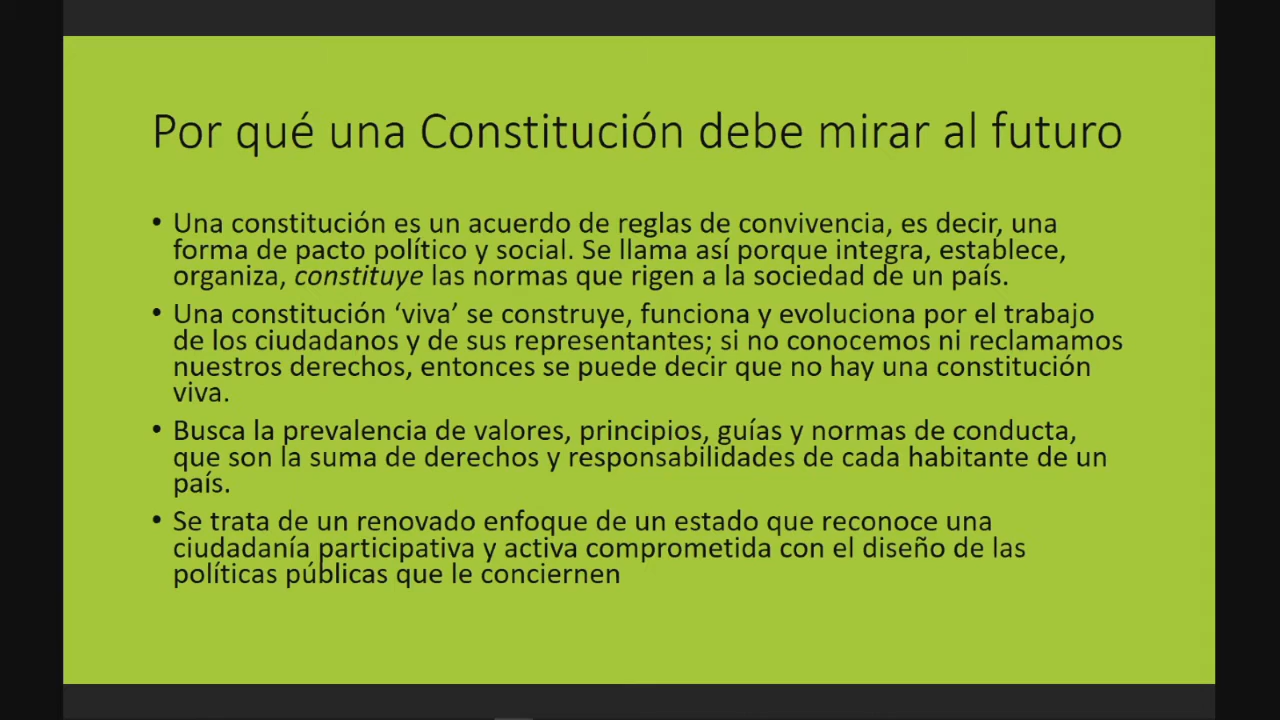 Por qué una Constitución debe mirar al futuro
• Una constitución es un acuerdo de reglas de convivencia, es decir, una
forma de pacto político y social. Se llama así porque integra, establece,
organiza, constituye las normas que rigen a la sociedad de un país.
• Una constitución ‘viva’ se construye, funciona y evoluciona por el trabajo
de los ciudadanos y de sus representantes; si no conocemos ni reclamamos
nuestros derechos, entonces se puede decir que no hay una constitución
viva.
• Busca la prevalencia de valores, principios, guías y normas de conducta,
que son la suma de derechos y responsabilidades de cada habitante de un
país.
• Se trata de un renovado enfoque de un estado que reconoce una
ciudadanía participativa y activa comprometida con el diseño de las
políticas públicas que le conciernen